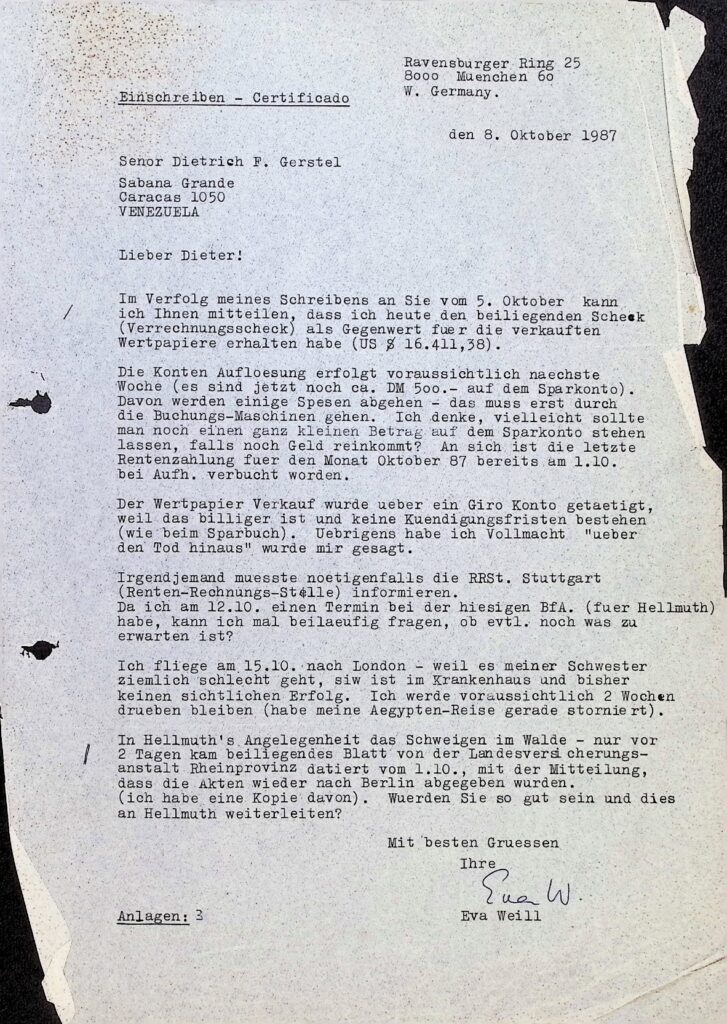 Ravensburger Ring 25
8000 Muenchen 60
W. Germany.
Einschreiben - Certificado
den 8. Oktober 1987
Senor Dietrich F. Gerstel
Sabana Grande
Caracas 1050
VENEZUELA
Lieber Dieter!
Im Verfolg meines Schreibens an Sie vom 5. Oktober kann
ich Ihnen mitteilen, dass ich heute den beiliegenden Scheck
(Verrechnungsscheck) als Gegenwert fuer die verkauften
Wertpapiere erhalten habe (US $ 16.411,38).
Die Konten Aufloesung erfolgt voraussichtlich naechste
Woche (es sind jetzt noch ca. DM 500.- auf dem Sparkonto).
Davon werden einige Spesen abgehen - das muss erst durch
die Buchungs-Maschinen gehen. Ich denke, vielleicht sollte
man noch einen ganz kleinen Betrag auf dem Sparkonto stehen
lassen, falls noch Geld reinkommt? An sich ist die letzte
Rentenzahlung fuer den Monat Oktober 87 bereits am 1.10.
bei Aufh. verbucht worden.
Der Wertpapier Verkauf wurde ueber ein Giro Konto getaetigt,
weil das billiger ist und keine Kuendigungsfristen bestehen
(wie beim Sparbuch). Uebrigens habe ich Vollmacht "ueber
den Tod hinaus" wurde mir gesagt.
Irgendjemand muesste noetigenfalls die RRSt. Stuttgart
(Renten-Rechnungs-Stelle) informieren.
Da ich am 12.10. einen Termin bei der hiesigen BfA. (fuer Hellmuth)
habe, kann ich mal beilaeufig fragen, ob evtl. noch was zu
erwarten ist?
Ich fliege am 15.10. nach London - weil es meiner Schwester
ziemlich schlecht geht, siw ist im Krankenhaus und bisher
keinen sichtlichen Erfolg. Ich werde voraussichtlich 2 Wochen
drueben bleiben (habe meine Aegypten-Reise gerade storniert).
In Hellmuth's Angelegenheit das Schweigen im Walde - nur vor
2 Tagen kam beiliegendes Blatt von der Landesversicherungs-
anstalt Rheinprovinz datiert vom 1.10., mit der Mitteilung,
dass die Akten wieder nach Berlin abgegeben wurden.
(ich habe eine Kopie davon). Wuerden Sie so gut sein und dies
an Hellmuth weiterleiten?
Mit besten Gruessen
Ihre
Eva W.
Anlagen: 3
Eva Weill